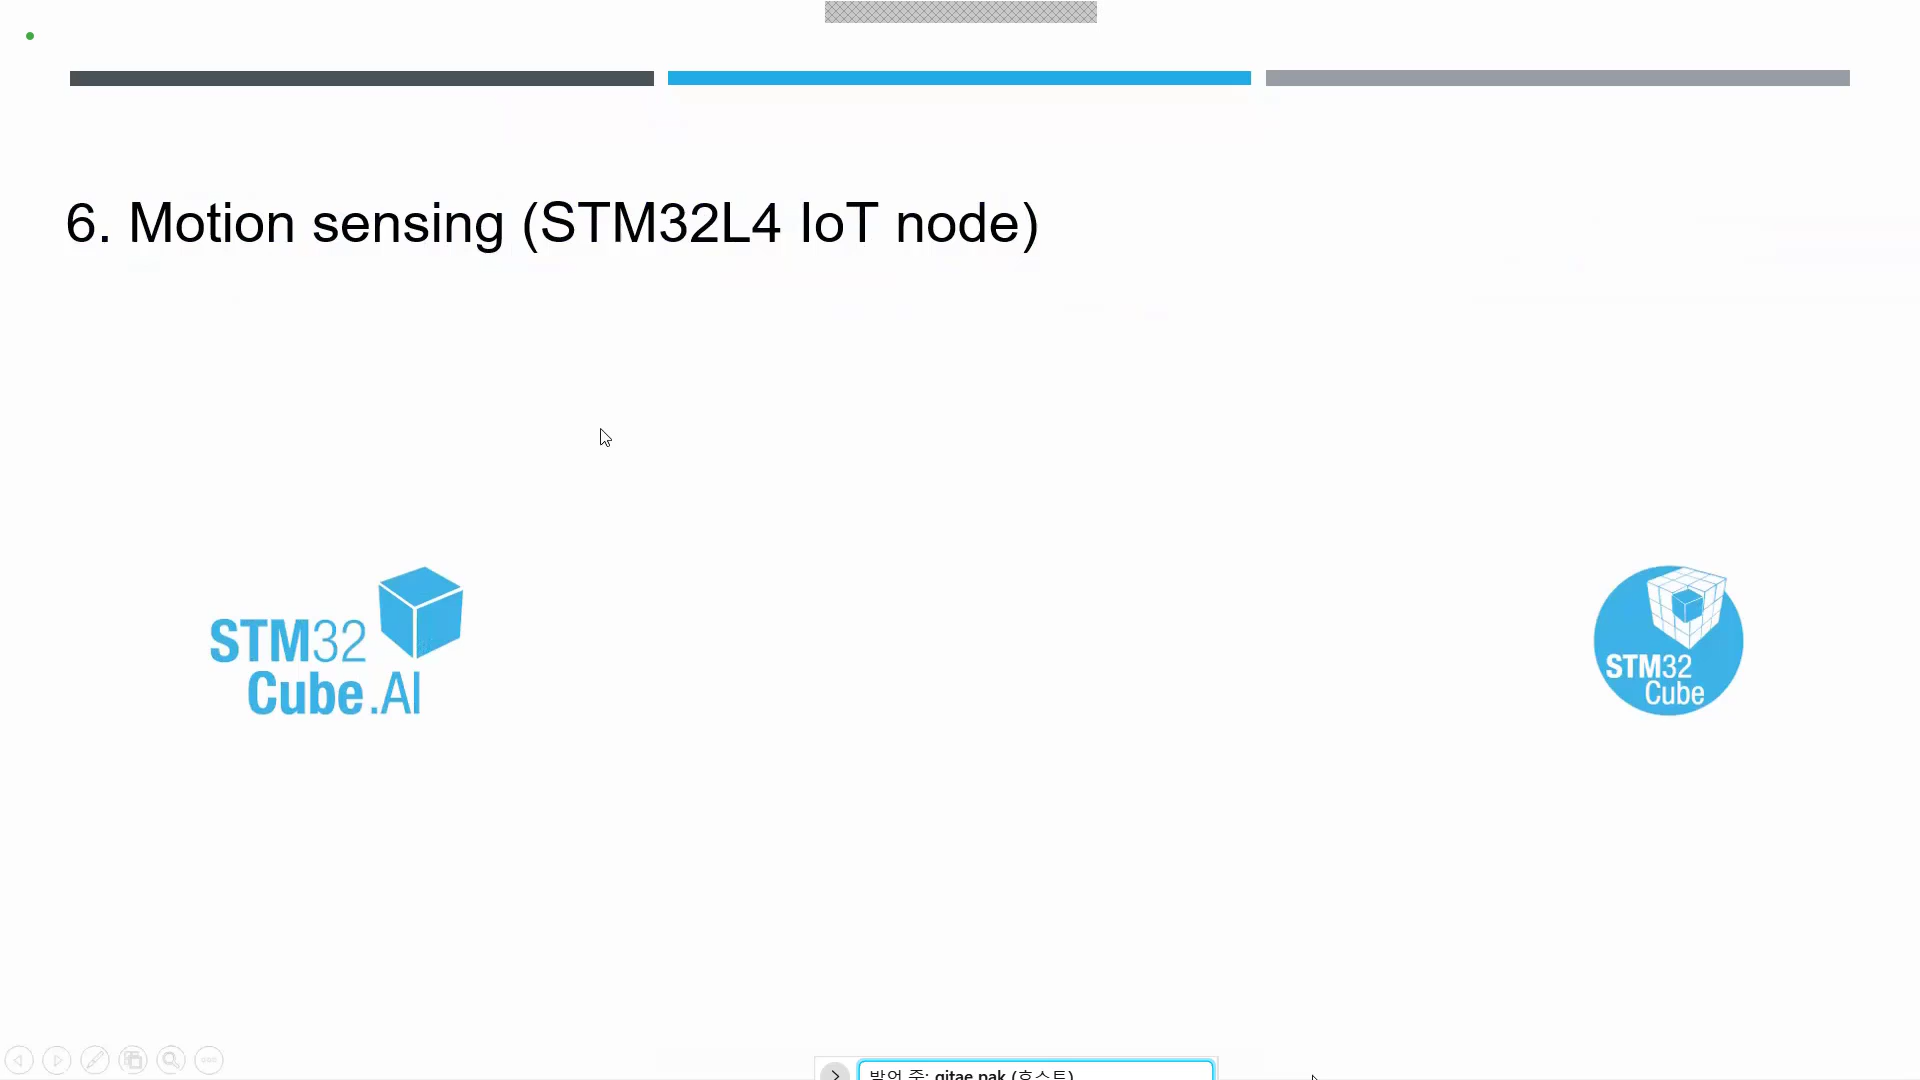 6. Motion sensing (STM32L4 IoT node)
STM32
Cube.AI
STM32
Cube
발언 중: gitae pak (호스트)